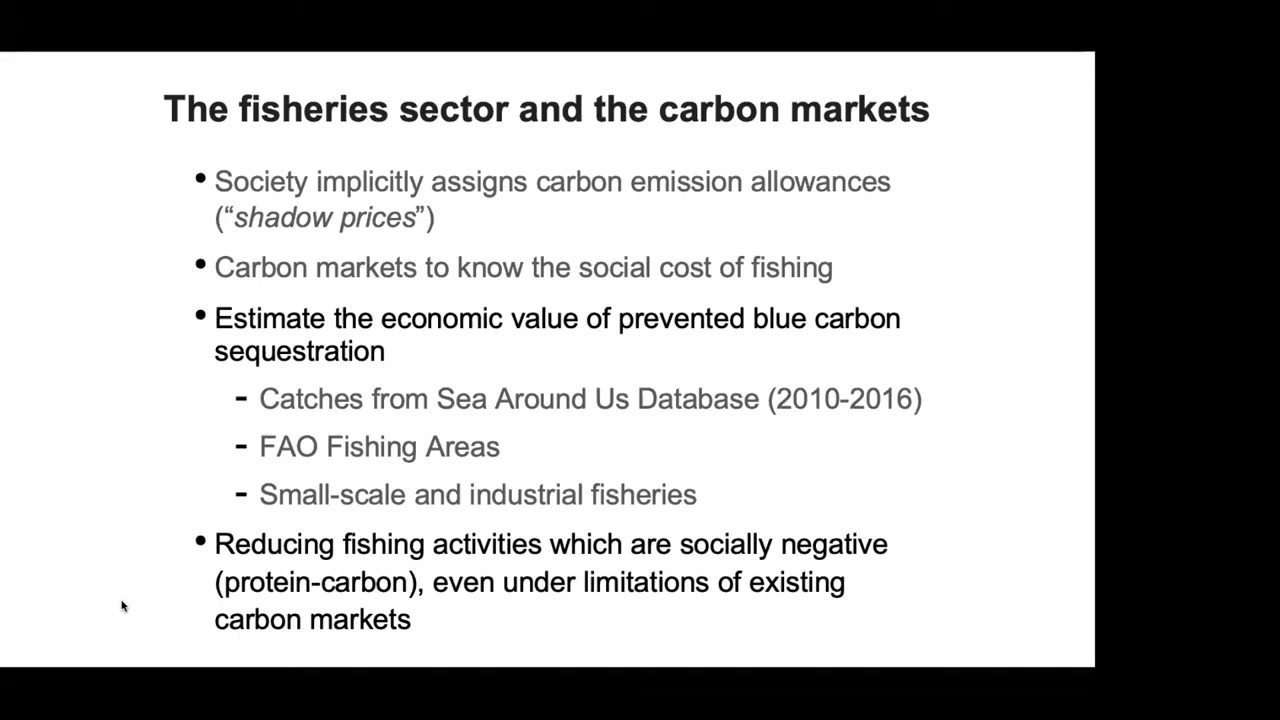 The fisheries sector and the carbon markets
• Society implicitly assigns carbon emission allowances
(“shadow prices”)
• Carbon markets to know the social cost of fishing
• Estimate the economic value of prevented blue carbon
sequestration
- Catches from Sea Around Us Database (2010-2016)
- FAO Fishing Areas
- Small-scale and industrial fisheries
• Reducing fishing activities which are socially negative
(protein-carbon), even under limitations of existing
carbon markets